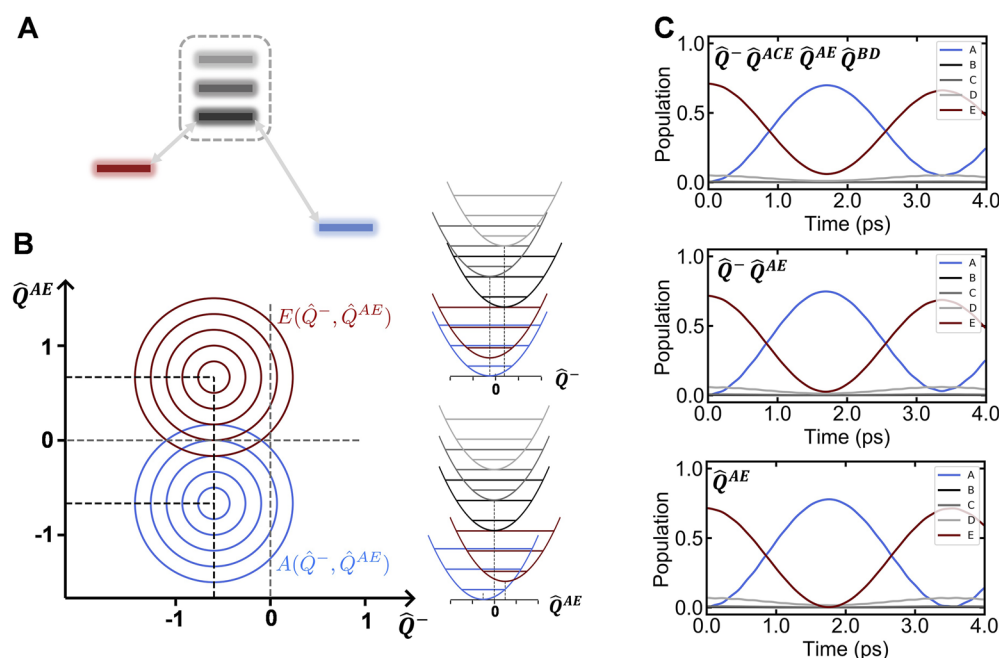 A
B
Q̂^AE
1
0
-1
-1
0
1
Q̂^-
E(Q̂^-, Q̂^AE)
A(Q̂^-, Q̂^AE)
0
Q̂^-
0
Q̂^AE
C
Q̂^- Q̂^ACE Q̂^AE Q̂^BD
A
B
C
D
E
1.0
0.5
0.0
Population
0.0 1.0 2.0 3.0 4.0
Time (ps)
Q̂^- Q̂^AE
A
B
C
D
E
1.0
0.5
0.0
Population
0.0 1.0 2.0 3.0 4.0
Time (ps)
Q̂^AE
A
B
C
D
E
1.0
0.5
0.0
Population
0.0 1.0 2.0 3.0 4.0
Time (ps)